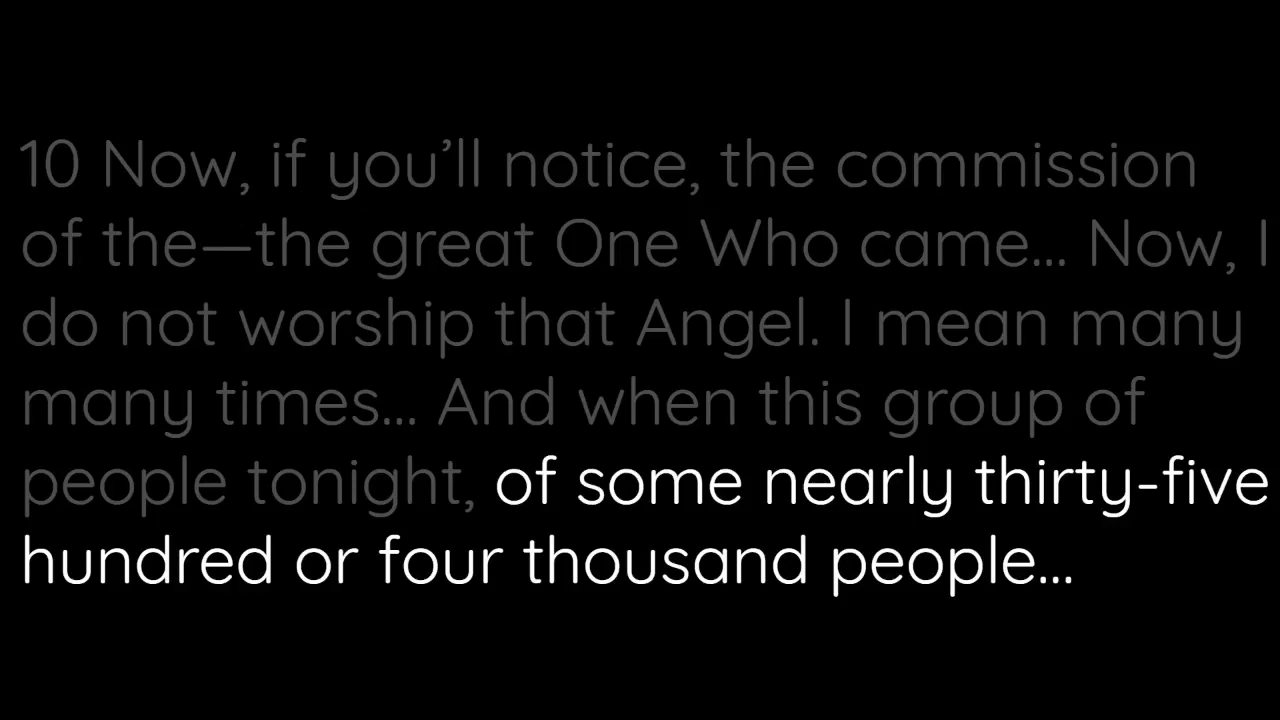 10 Now, if you’ll notice, the commission
of the—the great One Who came... Now, I
do not worship that Angel. I mean many
many times... And when this group of
people tonight, of some nearly thirty-five
hundred or four thousand people...